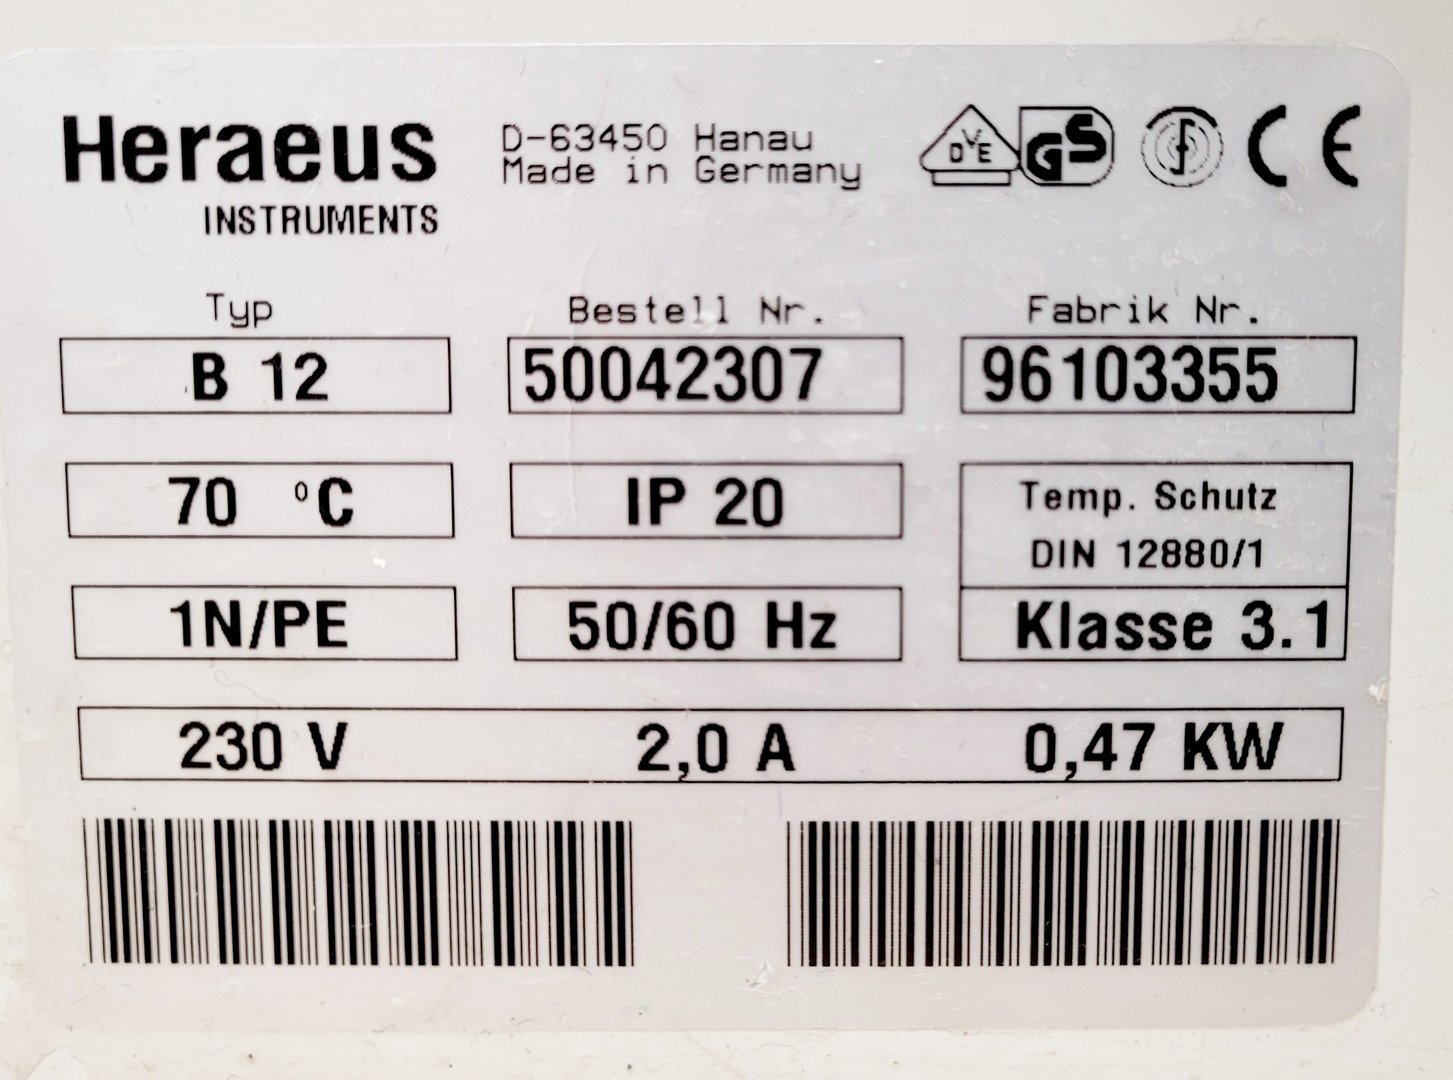 Heraeus
INSTRUMENTS
D-63450 Hanau
Made in Germany
DVE GS CE
Typ Bestell Nr. Fabrik Nr.
B 12 50042307 96103355
70 °C IP 20 Temp. Schutz
DIN 12880/1
1N/PE 50/60 Hz Klasse 3.1
230 V 2,0 A 0,47 KW